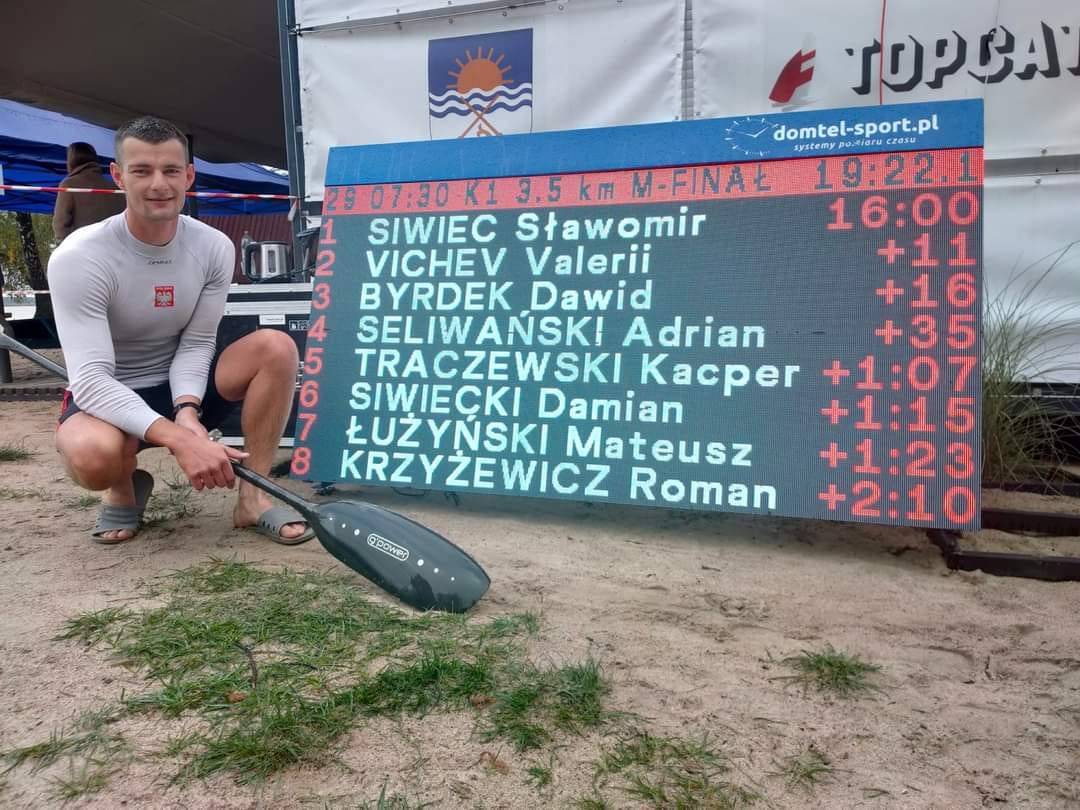 TOPCAT
domtel-sport.pl
systemy pomiaru czasu
29 07:30 K1 3.5 km M-FINAŁ 19:22.1
1 SIWIEC Sławomir 16:00
2 VICHEV Valerii +11
3 BYRDEK Dawid +16
4 SELIWAŃSKI Adrian +35
5 TRACZEWSKI Kacper +1:07
6 SIWIECKI Damian +1:15
7 ŁUŻYŃSKI Mateusz +1:23
8 KRZYŻEWICZ Roman +2:10
POLSKA
g'power